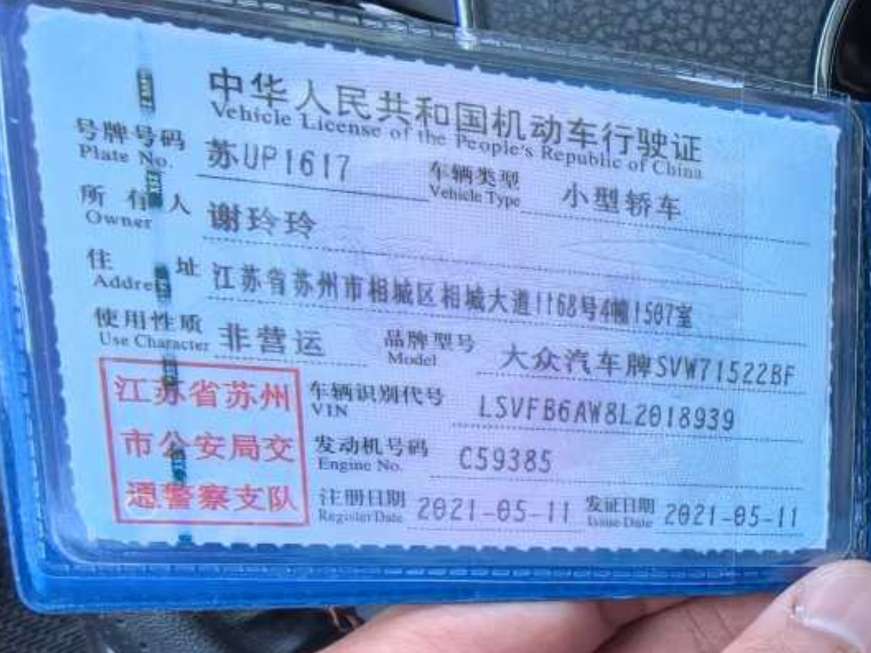 中华人民共和国机动车行驶证
Vehicle License of the People's Republic of China
号牌号码 苏UP1617 车辆类型 小型轿车
Plate No. Vehicle Type
所有人 谢玲玲
Owner
住址 江苏省苏州市相城区相城大道1168号4幢1507室
Address
使用性质 非营运 品牌型号 大众汽车牌SVW71522BF
Use Character Model
江苏省苏州
市公安局交
通警察支队
车辆识别代号 LSVFB6AW8L2018939
VIN
发动机号码 C59385
Engine No.
注册日期 2021-05-11 发证日期 2021-05-11
Register Date Issue Date